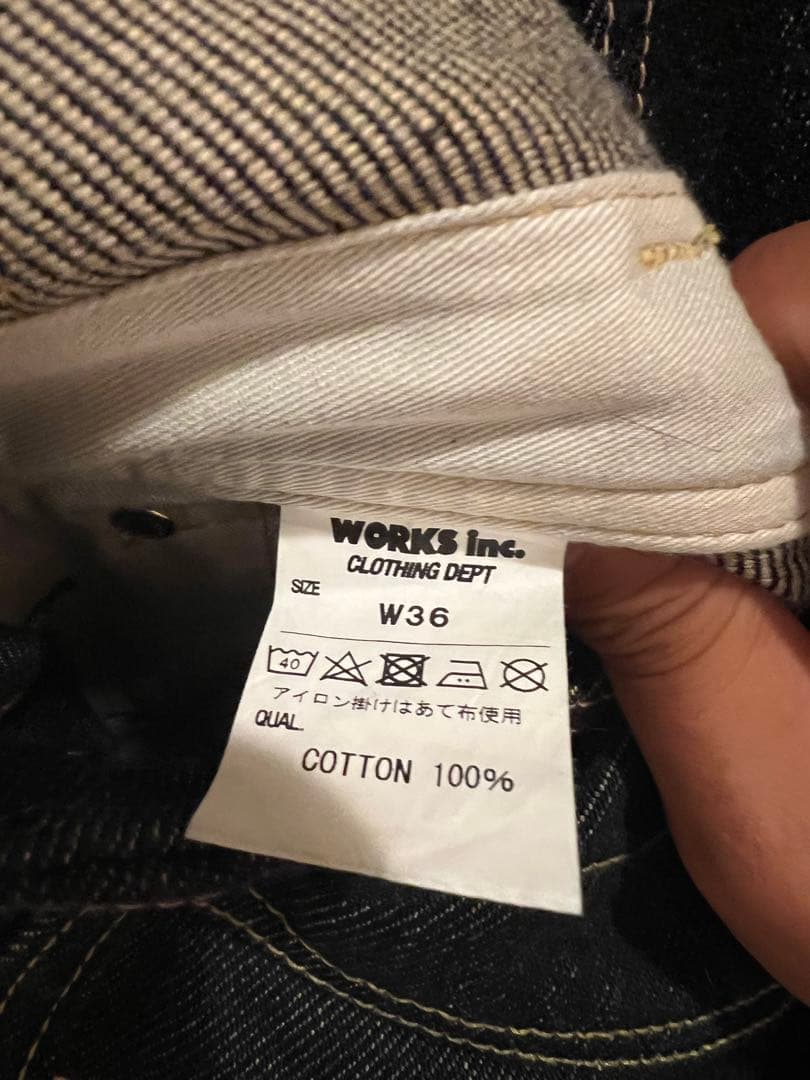 WORKS inc.
CLOTHING DEPT
SIZE
W36
40
アイロン掛けはあて布使用
QUAL.
COTTON 100%